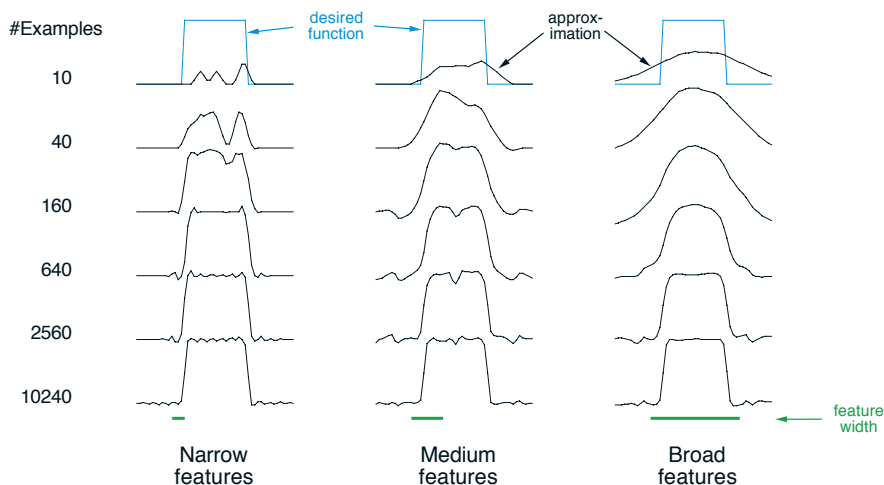 #Examples
desired
function
approx-
imation
10
40
160
640
2560
10240
feature
width
Narrow
features
Medium
features
Broad
features